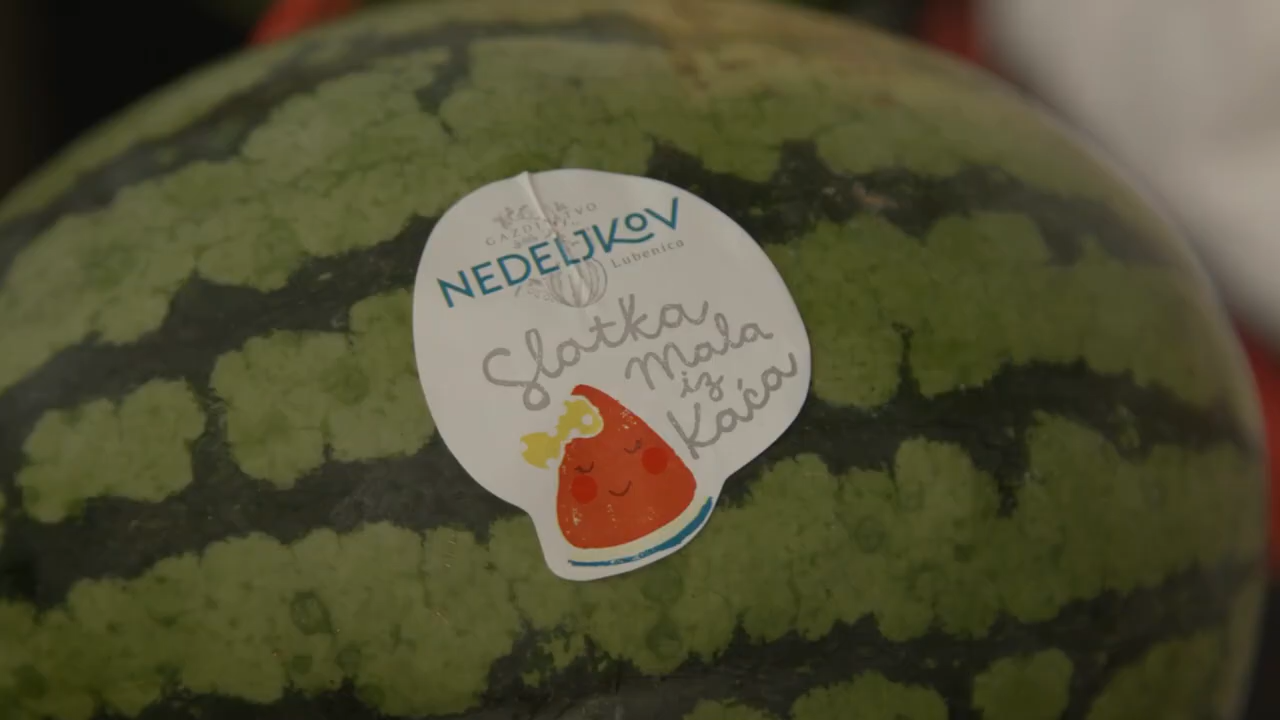 GAZDINSTVO
NEDELJKOV
Lubenica
Slatka
Mala
iz
Kaća